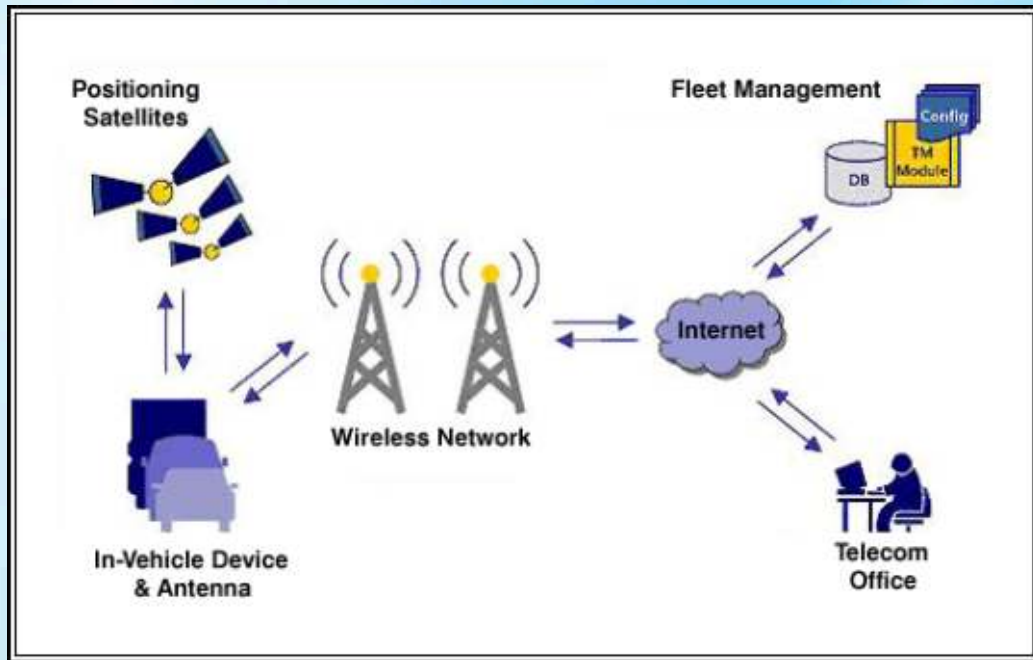 Positioning
Satellites
Fleet Management
Config
TM
Module
DB
Internet
Wireless Network
In-Vehicle Device
& Antenna
Telecom
Office